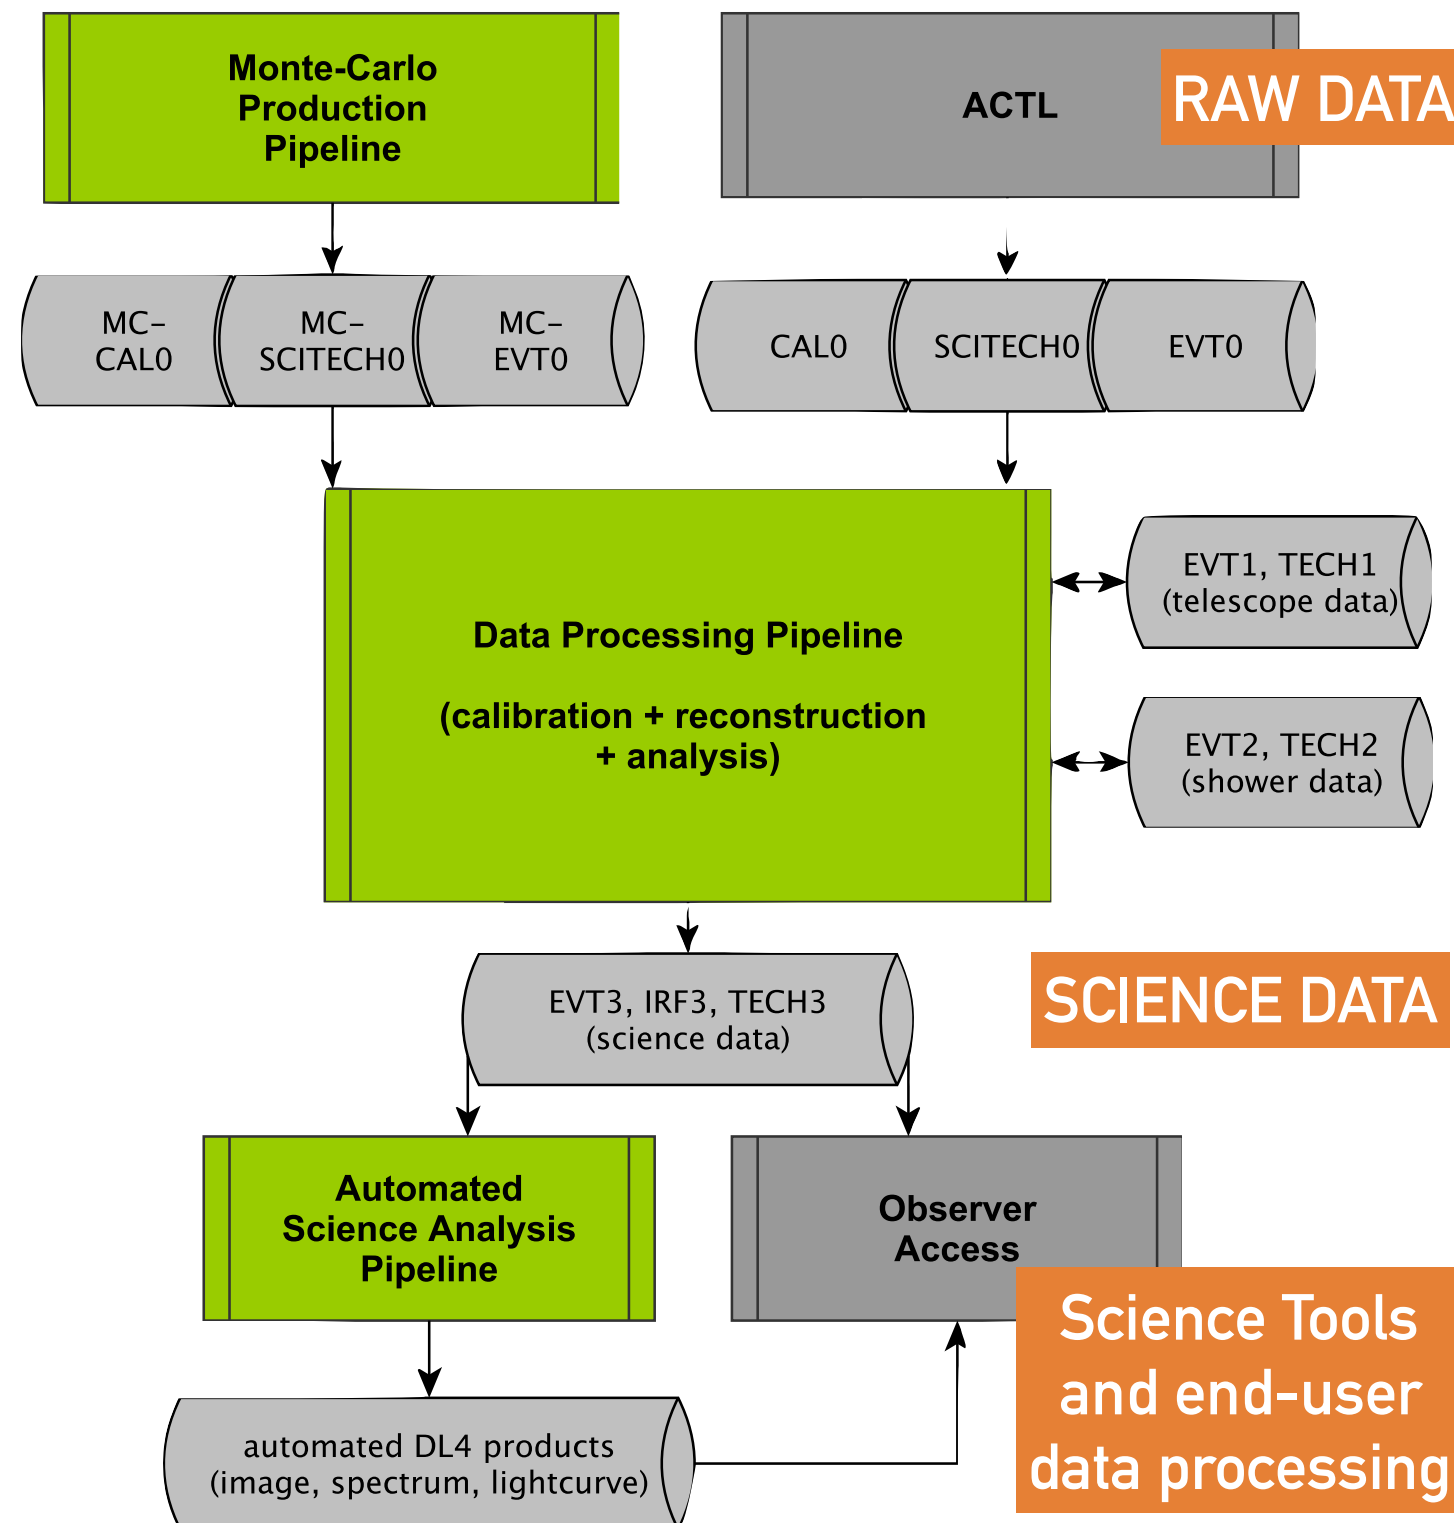 Monte-Carlo
Production
Pipeline
ACTL
RAW DATA
MC-
CAL0
MC-
SCITECH0
MC-
EVT0
CAL0
SCITECH0
EVT0
Data Processing Pipeline
(calibration + reconstruction
+ analysis)
EVT1, TECH1
(telescope data)
EVT2, TECH2
(shower data)
EVT3, IRF3, TECH3
(science data)
SCIENCE DATA
Automated
Science Analysis
Pipeline
Observer
Access
Science Tools
and end-user
data processing
automated DL4 products
(image, spectrum, lightcurve)